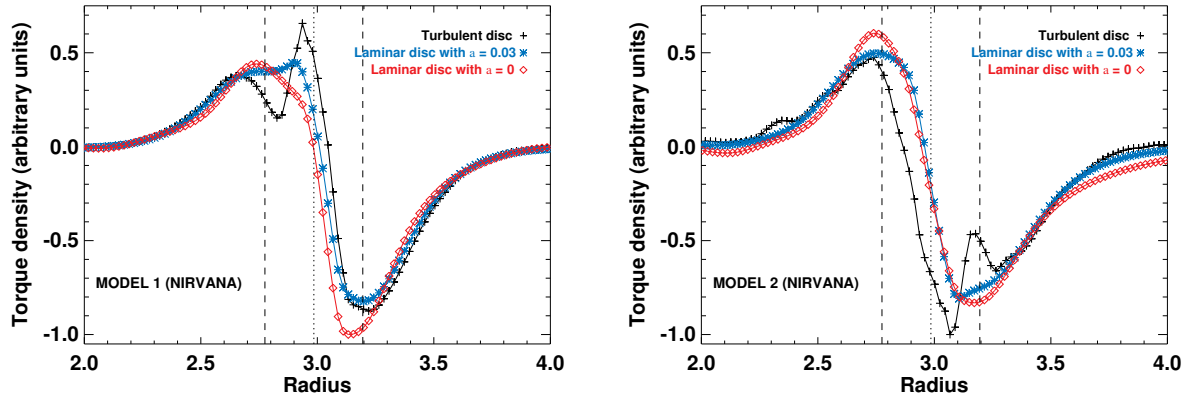 Turbulent disc
Laminar disc with a = 0.03
Laminar disc with a = 0
MODEL 1 (NIRVANA)
Torque density (arbitrary units)
0.5
0.0
-0.5
-1.0
2.0 2.5 3.0 3.5 4.0
Radius
Turbulent disc
Laminar disc with a = 0.03
Laminar disc with a = 0
MODEL 2 (NIRVANA)
Torque density (arbitrary units)
0.5
0.0
-0.5
-1.0
2.0 2.5 3.0 3.5 4.0
Radius